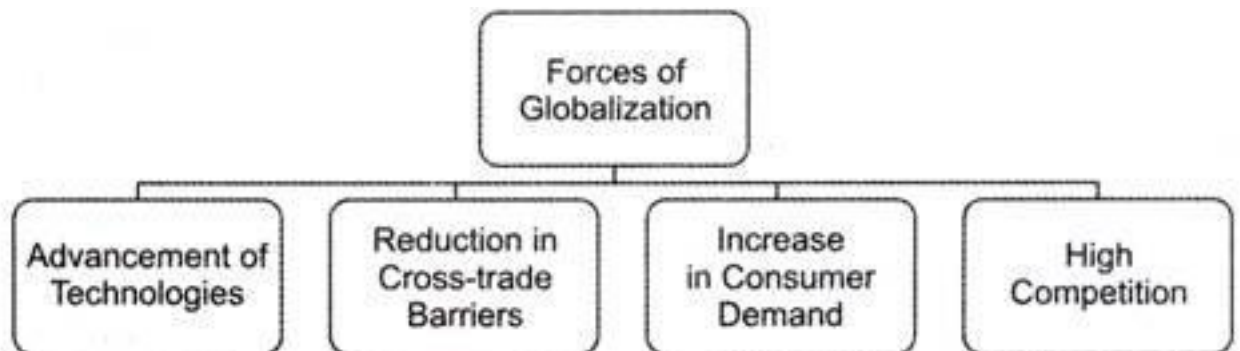 Forces of
Globalization
Advancement of
Technologies
Reduction in
Cross-trade
Barriers
Increase
in Consumer
Demand
High
Competition